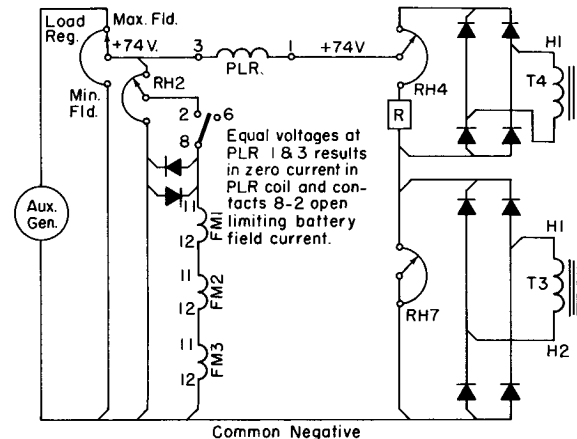 Load
Reg.
Max. Fld.
+74V.
3
PLR.
1
+74V
RH4
H1
T4
Min.
Fld.
RH2
2
6
8
R
Equal voltages at
PLR 1 & 3 results
in zero current in
PLR coil and con-
tacts 8-2 open
limiting battery
field current.
Aux.
Gen.
11
12
FM1
11
12
FM2
11
12
FM3
RH7
H1
T3
H2
Common Negative